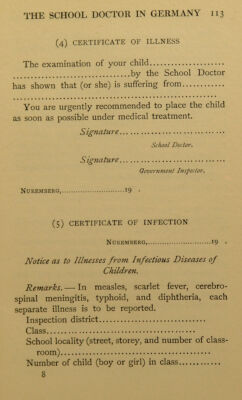 THE SCHOOL DOCTOR IN GERMANY 113
(4) CERTIFICATE OF ILLNESS
The examination of your child....................
..............................by the School Doctor
has shown that (or she) is suffering from............
....................................................
You are urgently recommended to place the child
as soon as possible under medical treatment.
Signature..............................
School Doctor.
Signature..............................
Government Inspector.
NUREMBERG,.....................19 .
(5) CERTIFICATE OF INFECTION
NUREMBERG,.....................19 .
Notice as to Illnesses from Infectious Diseases of
Children.
Remarks.—In measles, scarlet fever, cerebro-
spinal meningitis, typhoid, and diphtheria, each
separate illness is to be reported.
Inspection district..............................
Class..........................................
School locality (street, storey, and number of class-
room)..........................................
Number of child (boy or girl) in class............
8